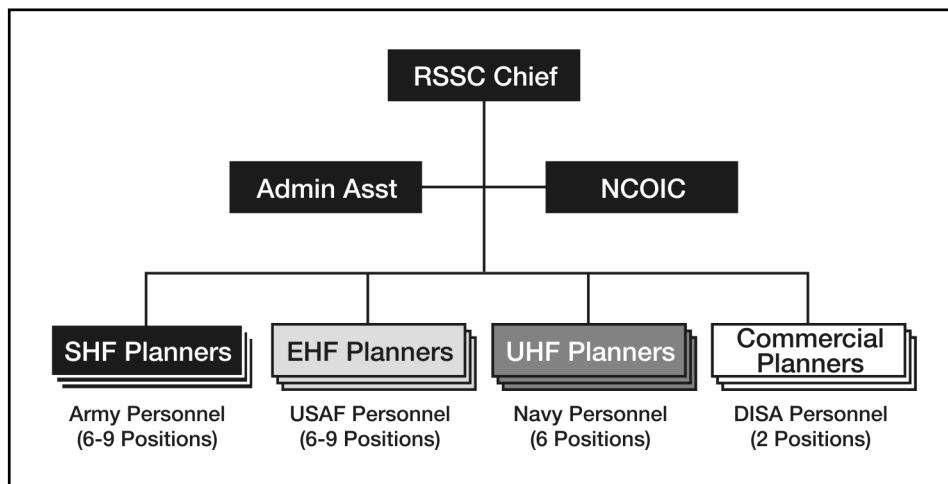 RSSC Chief
Admin Asst
NCOIC
SHF Planners
EHF Planners
UHF Planners
Commercial
Planners
Army Personnel
(6-9 Positions)
USAF Personnel
(6-9 Positions)
Navy Personnel
(6 Positions)
DISA Personnel
(2 Positions)